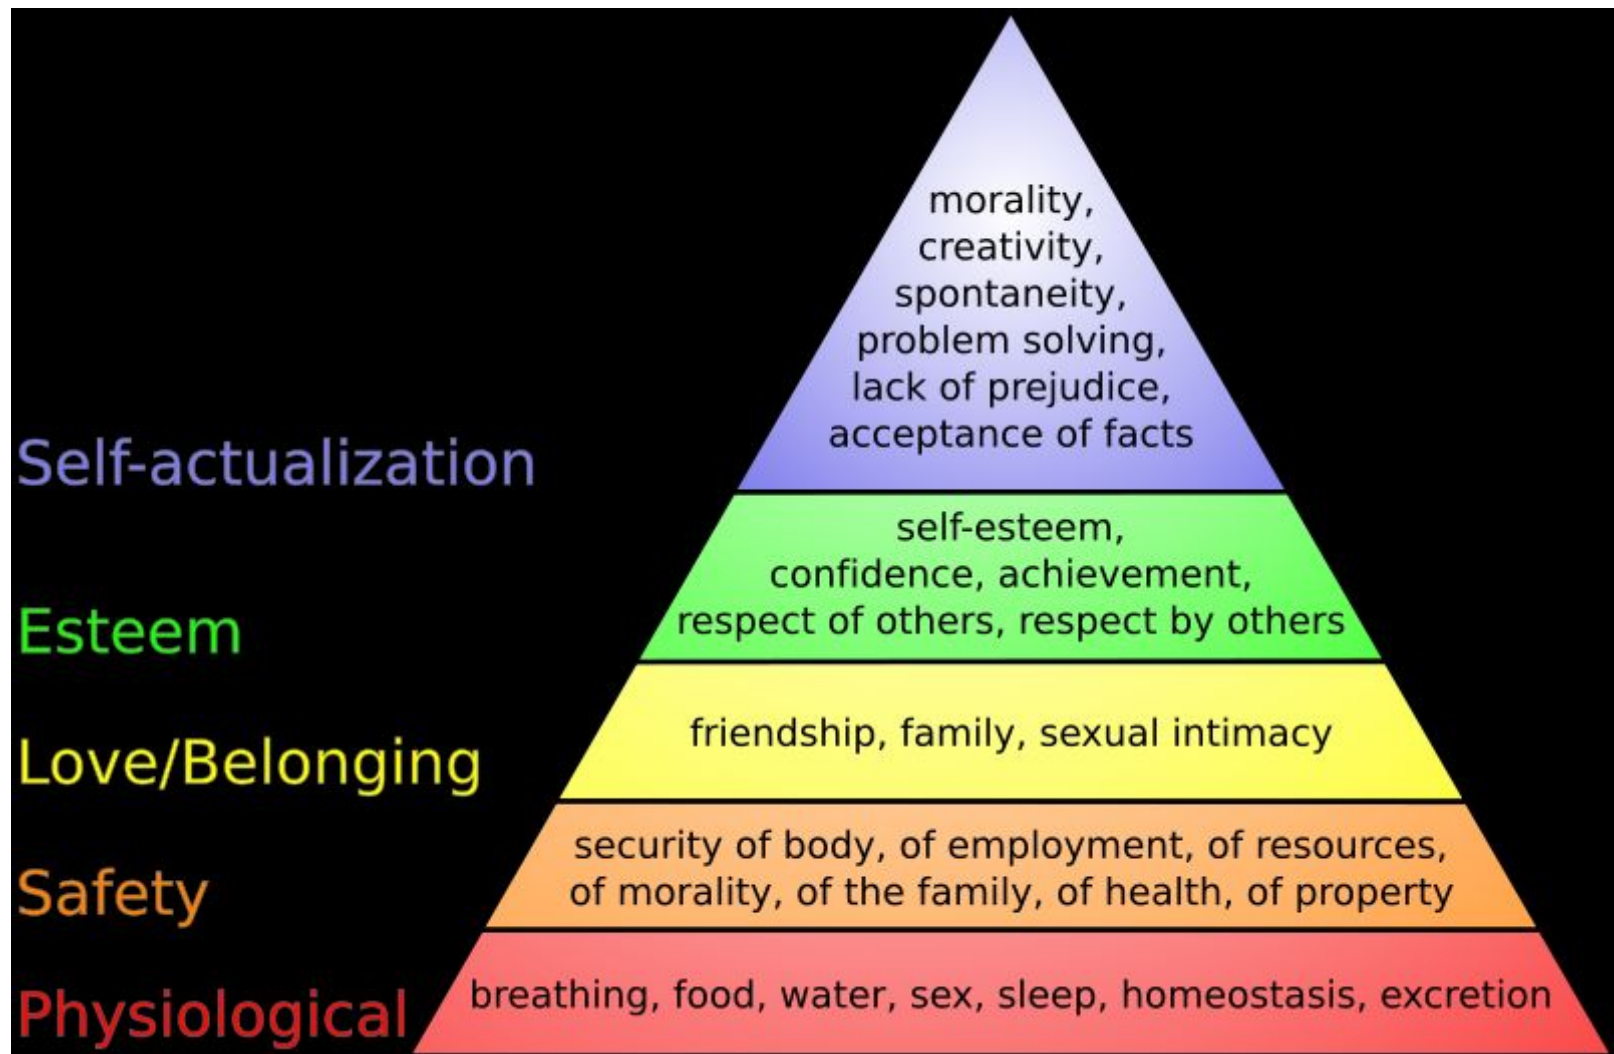 morality,
creativity,
spontaneity,
problem solving,
lack of prejudice,
acceptance of facts
Self-actualization
self-esteem,
confidence, achievement,
respect of others, respect by others
Esteem
friendship, family, sexual intimacy
Love/Belonging
security of body, of employment, of resources,
of morality, of the family, of health, of property
Safety
breathing, food, water, sex, sleep, homeostasis, excretion
Physiological